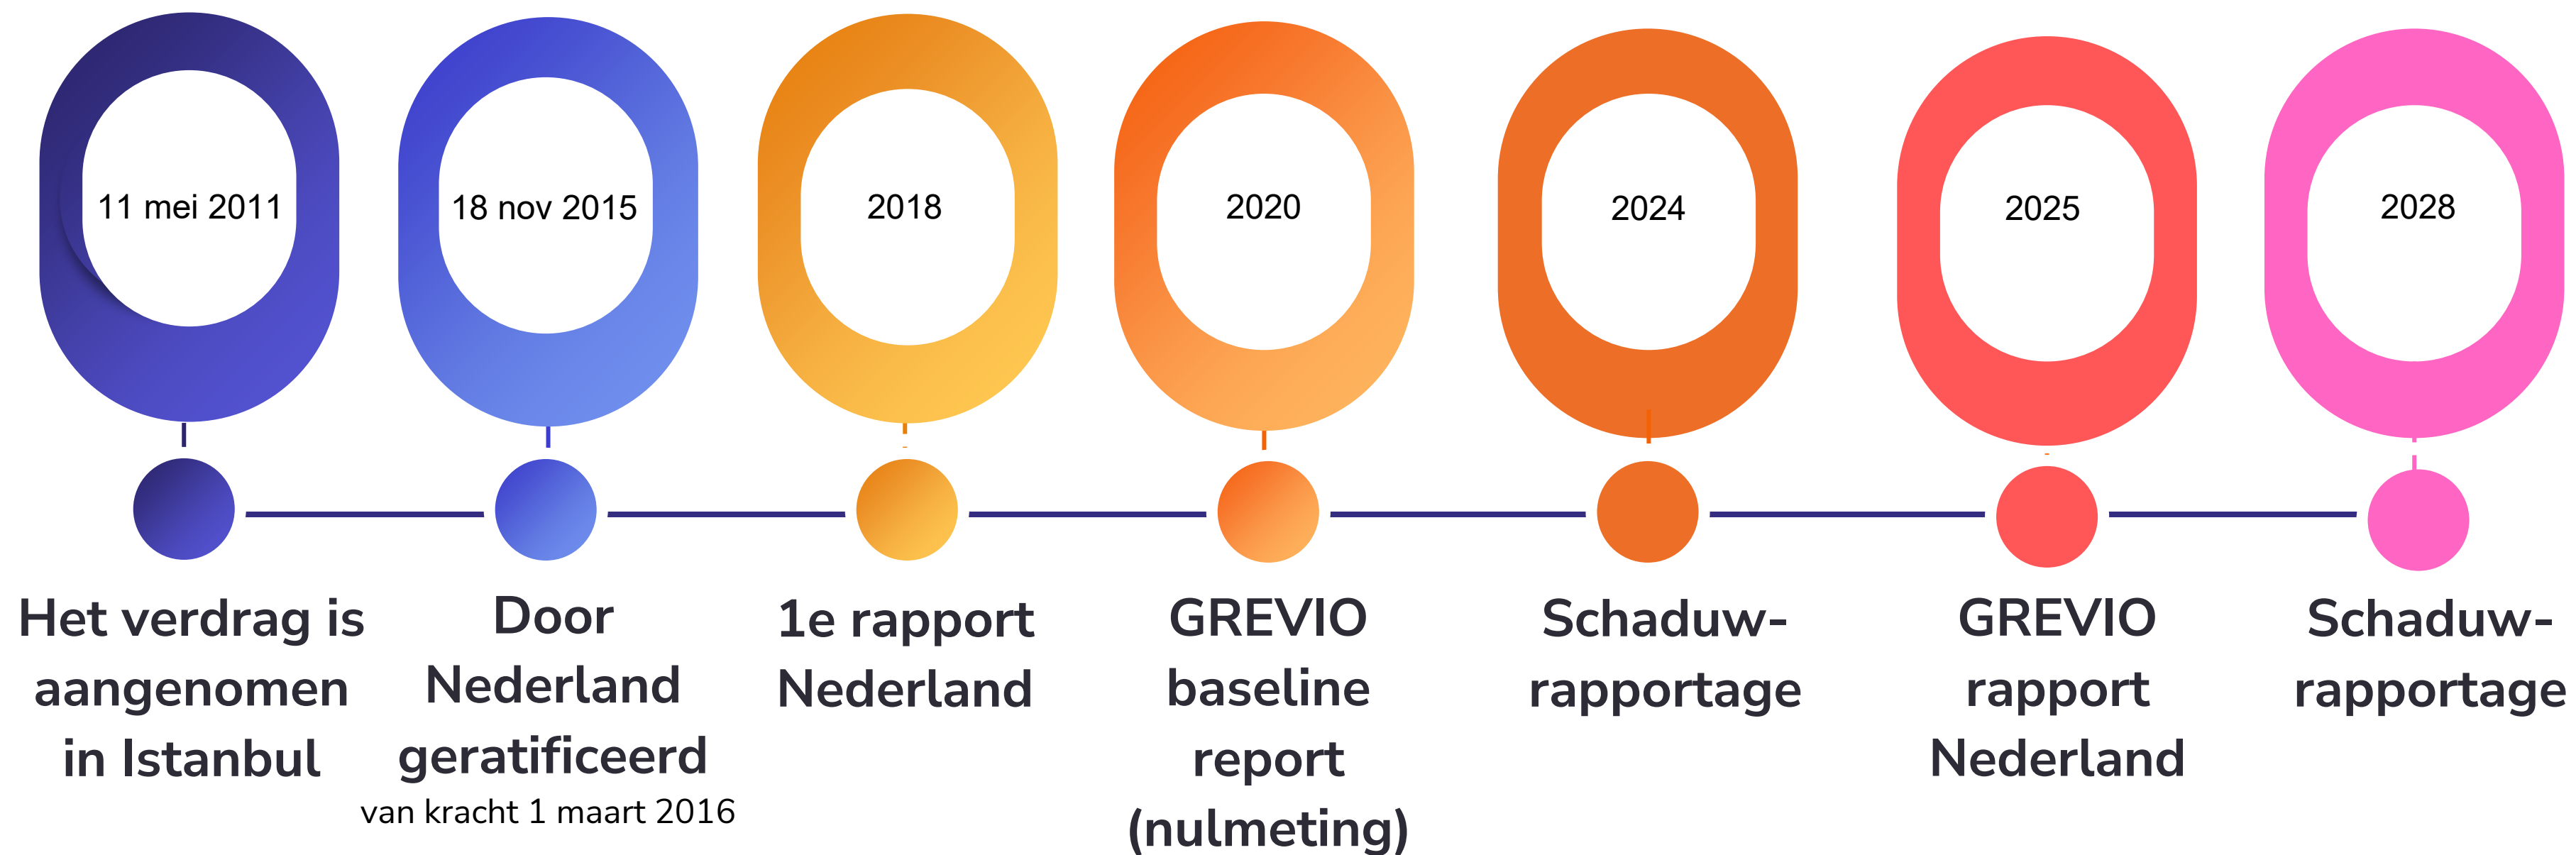 11 mei 2011
Het verdrag is
aangenomen
in Istanbul
18 nov 2015
Door
Nederland
geratificeerd
van kracht 1 maart 2016
2018
1e rapport
Nederland
2020
GREVIO
baseline
report
(nulmeting)
2024
Schaduw-
rapportage
2025
GREVIO
rapport
Nederland
2028
Schaduw-
rapportage